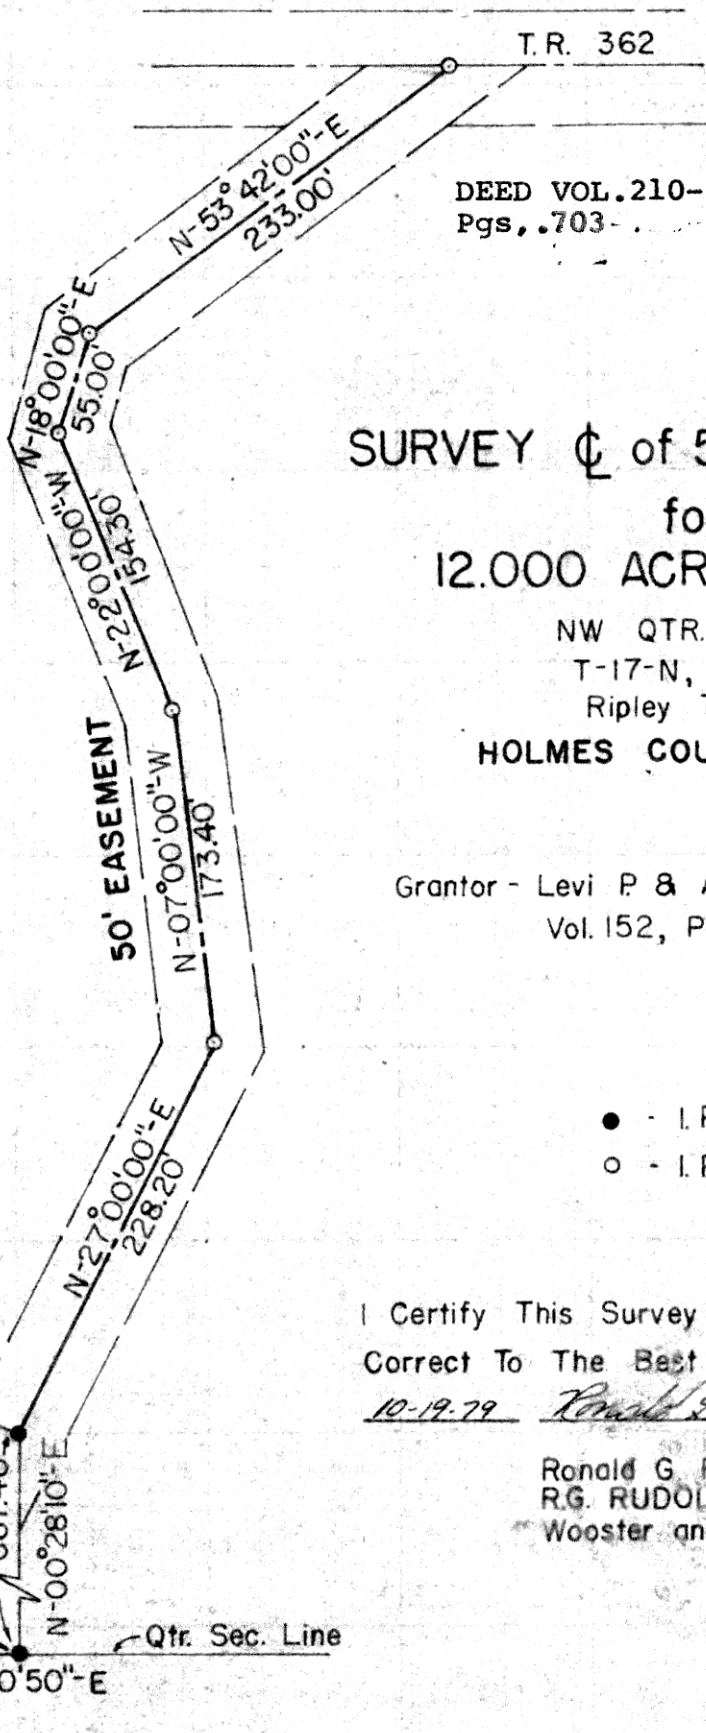 T.R. 362
N-53°42'00"-E
233.00'
DEED VOL.210-
Pgs,.703-.
N-18°00'00"-E
55.00'
SURVEY ℄ of 5
fo
12.000 ACR
N-22°00'00"-W
154.30'
NW QTR.
T-17-N,
Ripley T
HOLMES COU
50' EASEMENT
N-07°00'00"-W
173.40'
Grantor - Levi P. & A
Vol. 152, P
● - I. P
○ - I. P
N-27°00'00"-E
228.20'
I Certify This Survey
Correct To The Best
10-19-79 Ronald G
Ronald G
R.G. RUDOL
Wooster an
N-00°28'10"-E
Qtr. Sec. Line
0'50"-E